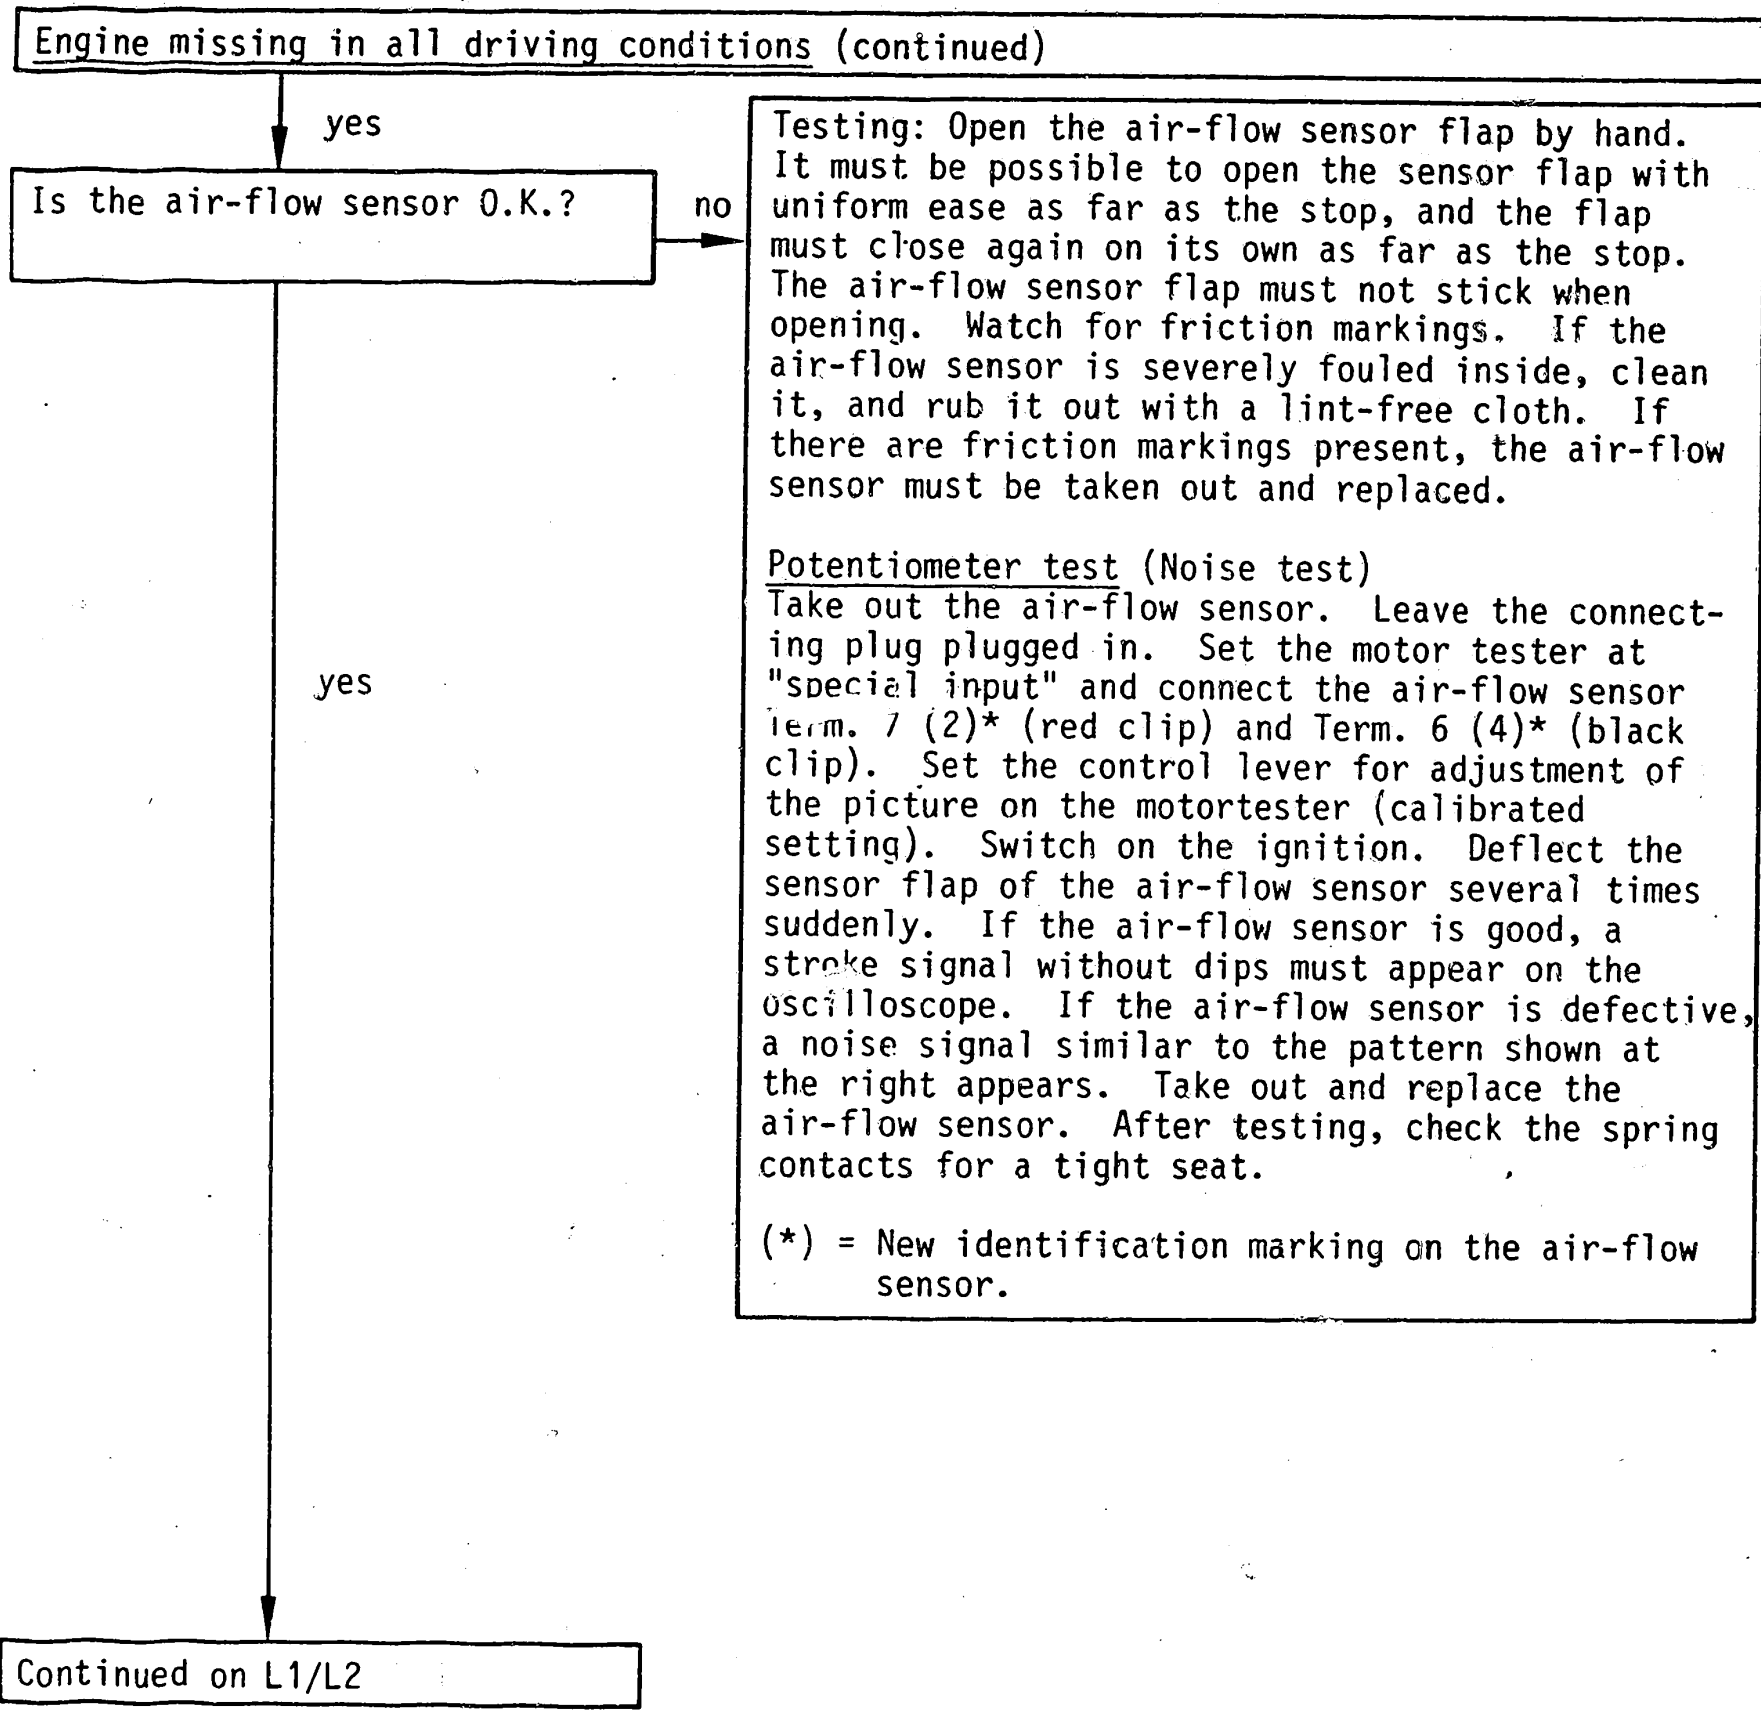 Engine missing in all driving conditions (continued)
yes
Is the air-flow sensor O.K.?
no
Testing: Open the air-flow sensor flap by hand.
It must be possible to open the sensor flap with
uniform ease as far as the stop, and the flap
must close again on its own as far as the stop.
The air-flow sensor flap must not stick when
opening. Watch for friction markings. If the
air-flow sensor is severely fouled inside, clean
it, and rub it out with a lint-free cloth. If
there are friction markings present, the air-flow
sensor must be taken out and replaced.
Potentiometer test (Noise test)
Take out the air-flow sensor. Leave the connect-
ing plug plugged in. Set the motor tester at
"special input" and connect the air-flow sensor
Term. 7 (2)* (red clip) and Term. 6 (4)* (black
clip). Set the control lever for adjustment of
the picture on the motortester (calibrated
setting). Switch on the ignition. Deflect the
sensor flap of the air-flow sensor several times
suddenly. If the air-flow sensor is good, a
stroke signal without dips must appear on the
oscilloscope. If the air-flow sensor is defective,
a noise signal similar to the pattern shown at
the right appears. Take out and replace the
air-flow sensor. After testing, check the spring
contacts for a tight seat.
(*) = New identification marking on the air-flow
sensor.
yes
Continued on L1/L2